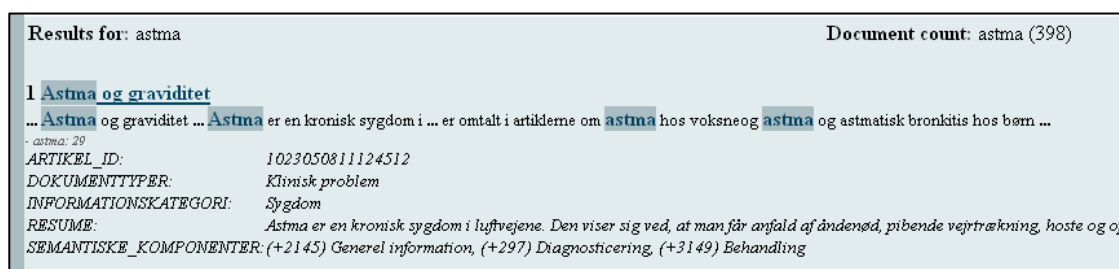 Results for: astma Document count: astma (398)
1 Astma og graviditet
... Astma og graviditet ... Astma er en kronisk sygdom i ... er omtalt i artiklerne om astma hos voksneog astma og astmatisk bronkitis hos børn ...
- astma: 29
ARTIKEL_ID: 1023050811124512
DOKUMENTTYPER: Klinisk problem
INFORMATIONSKATEGORI: Sygdom
RESUME: Astma er en kronisk sygdom i luftvejene. Den viser sig ved, at man får anfald af åndenød, pibende vejrtrækning, hoste og
SEMANTISKE_KOMPONENTER: (+2145) Generel information, (+297) Diagnosticering, (+3149) Behandling